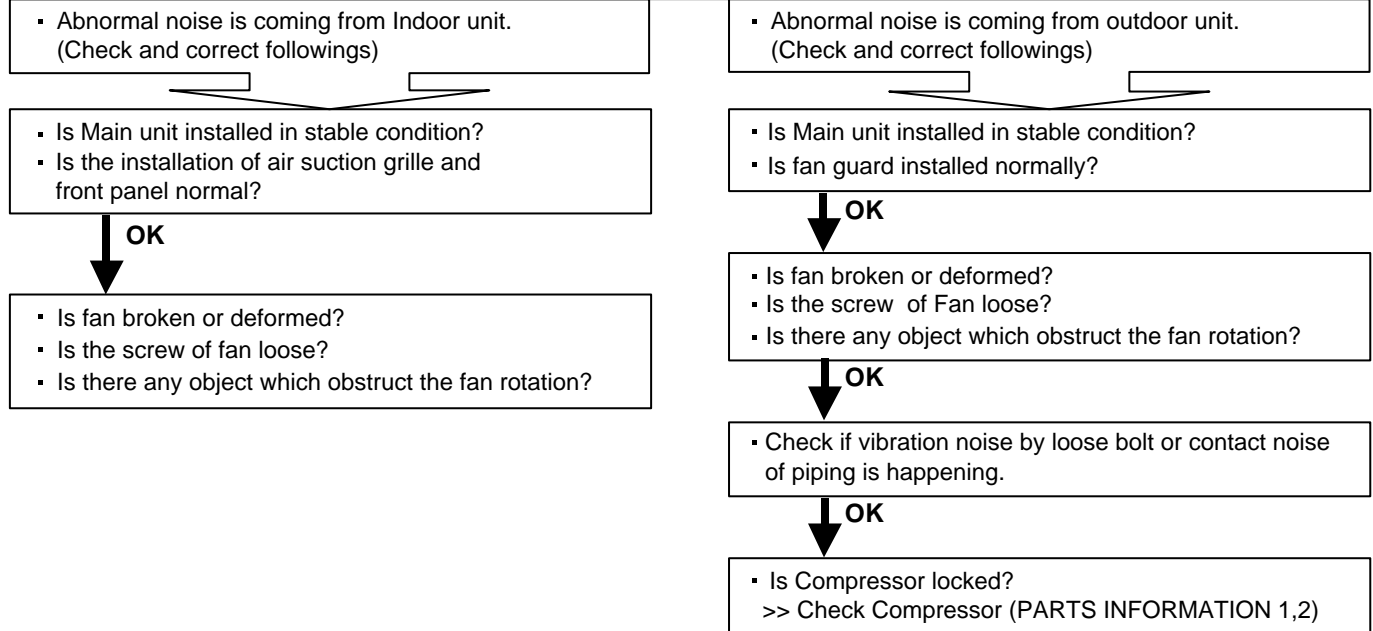 ▪ Abnormal noise is coming from Indoor unit.
(Check and correct followings)
▪ Is Main unit installed in stable condition?
▪ Is the installation of air suction grille and
front panel normal?
OK
▪ Is fan broken or deformed?
▪ Is the screw of fan loose?
▪ Is there any object which obstruct the fan rotation?
▪ Abnormal noise is coming from outdoor unit.
(Check and correct followings)
▪ Is Main unit installed in stable condition?
▪ Is fan guard installed normally?
OK
▪ Is fan broken or deformed?
▪ Is the screw of Fan loose?
▪ Is there any object which obstruct the fan rotation?
OK
▪ Check if vibration noise by loose bolt or contact noise
of piping is happening.
OK
▪ Is Compressor locked?
>> Check Compressor (PARTS INFORMATION 1,2)